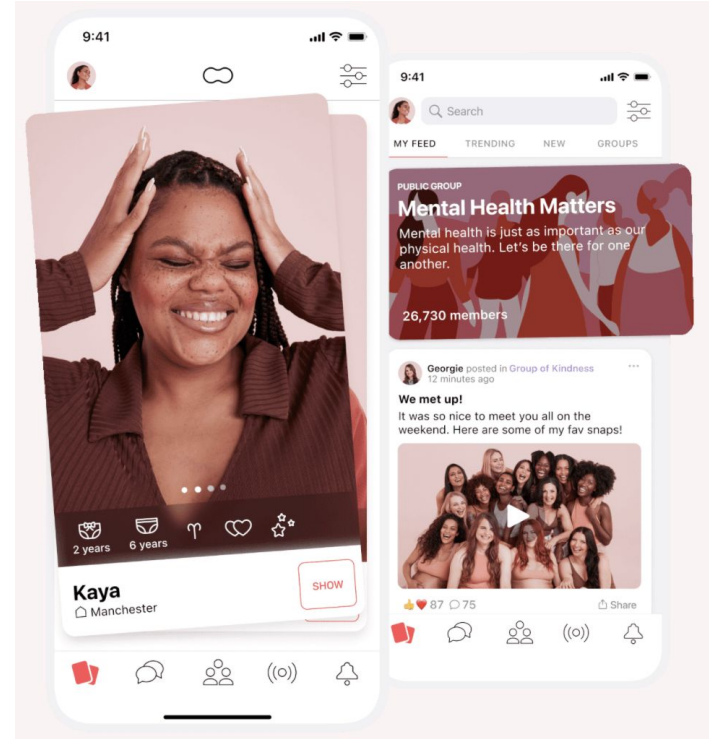 9:41
2 years
6 years
Kaya
Manchester
SHOW
9:41
Search
MY FEED
TRENDING
NEW
GROUPS
PUBLIC GROUP
Mental Health Matters
Mental health is just as important as our
physical health. Let's be there for one
another.
26,730 members
Georgie posted in Group of Kindness
12 minutes ago
We met up!
It was so nice to meet you all on the
weekend. Here are some of my fav snaps!
87
75
Share